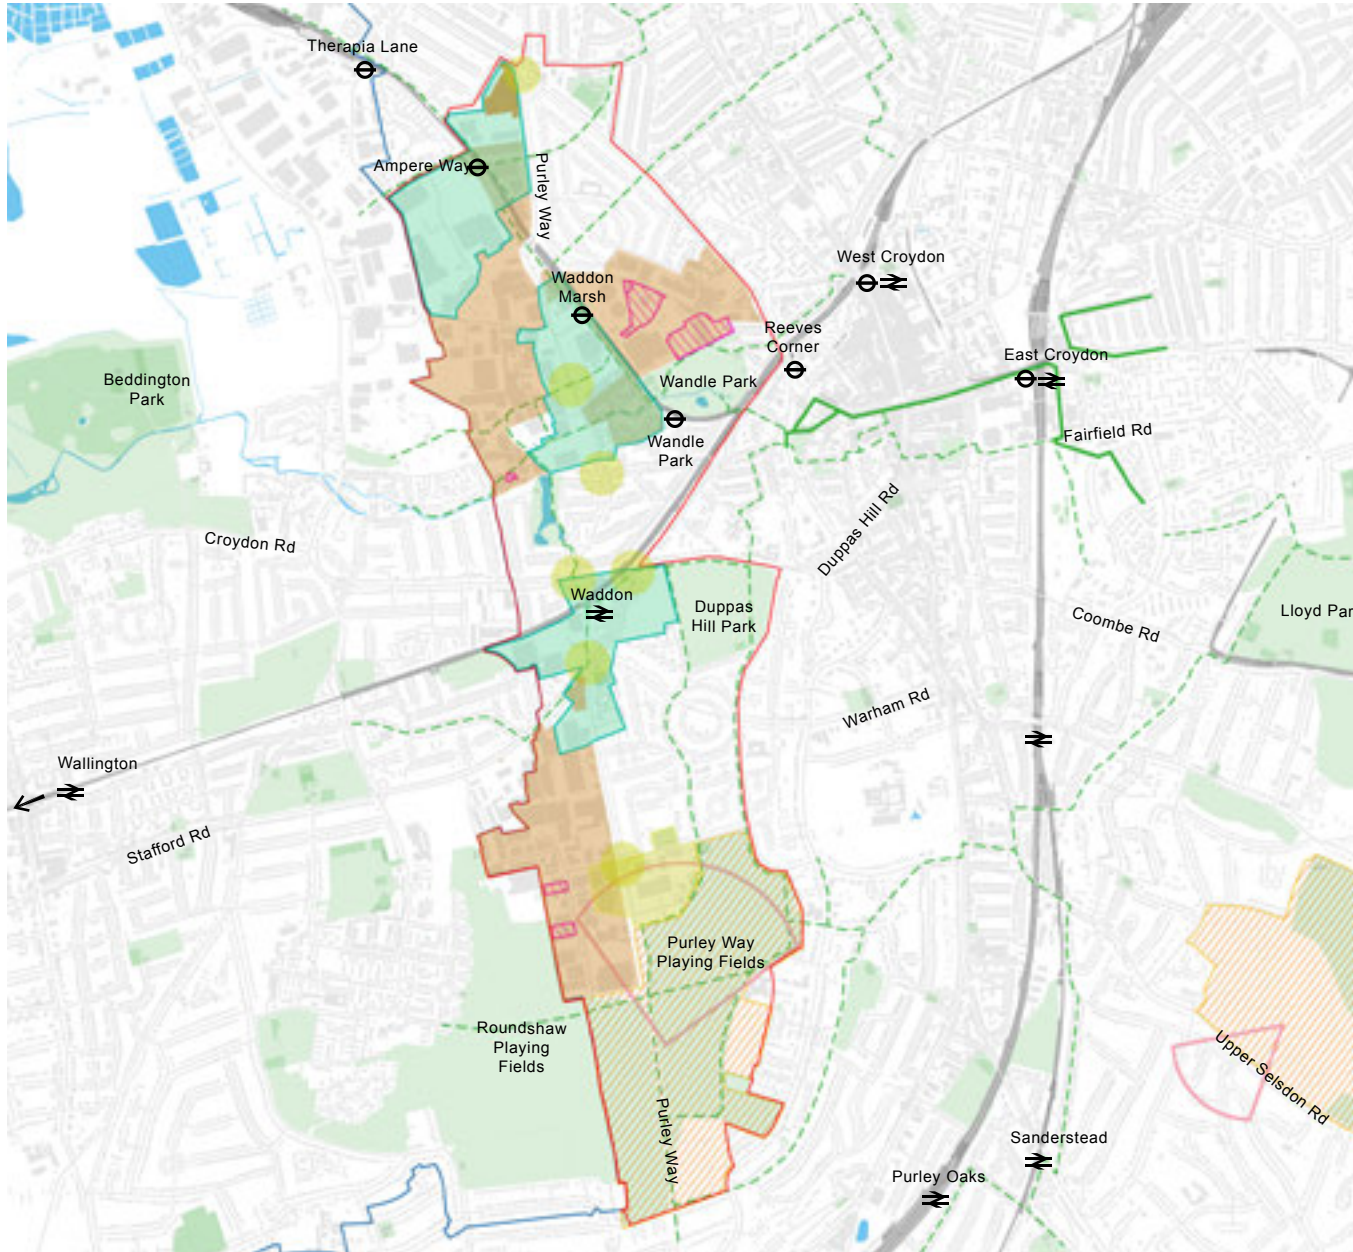 Therapia Lane
Ampere Way
Purley Way
West Croydon
Waddon
Marsh
Reeves
Corner
East Croydon
Beddington
Park
Wandle Park
Wandle
Park
Fairfield Rd
Duppas Hill Rd
Croydon Rd
Waddon
Duppas
Hill Park
Coombe Rd
Lloyd Par
Warham Rd
Wallington
Stafford Rd
Purley Way
Playing Fields
Roundshaw
Playing
Fields
Upper Selsdon Rd
Purley Way
Sanderstead
Purley Oaks